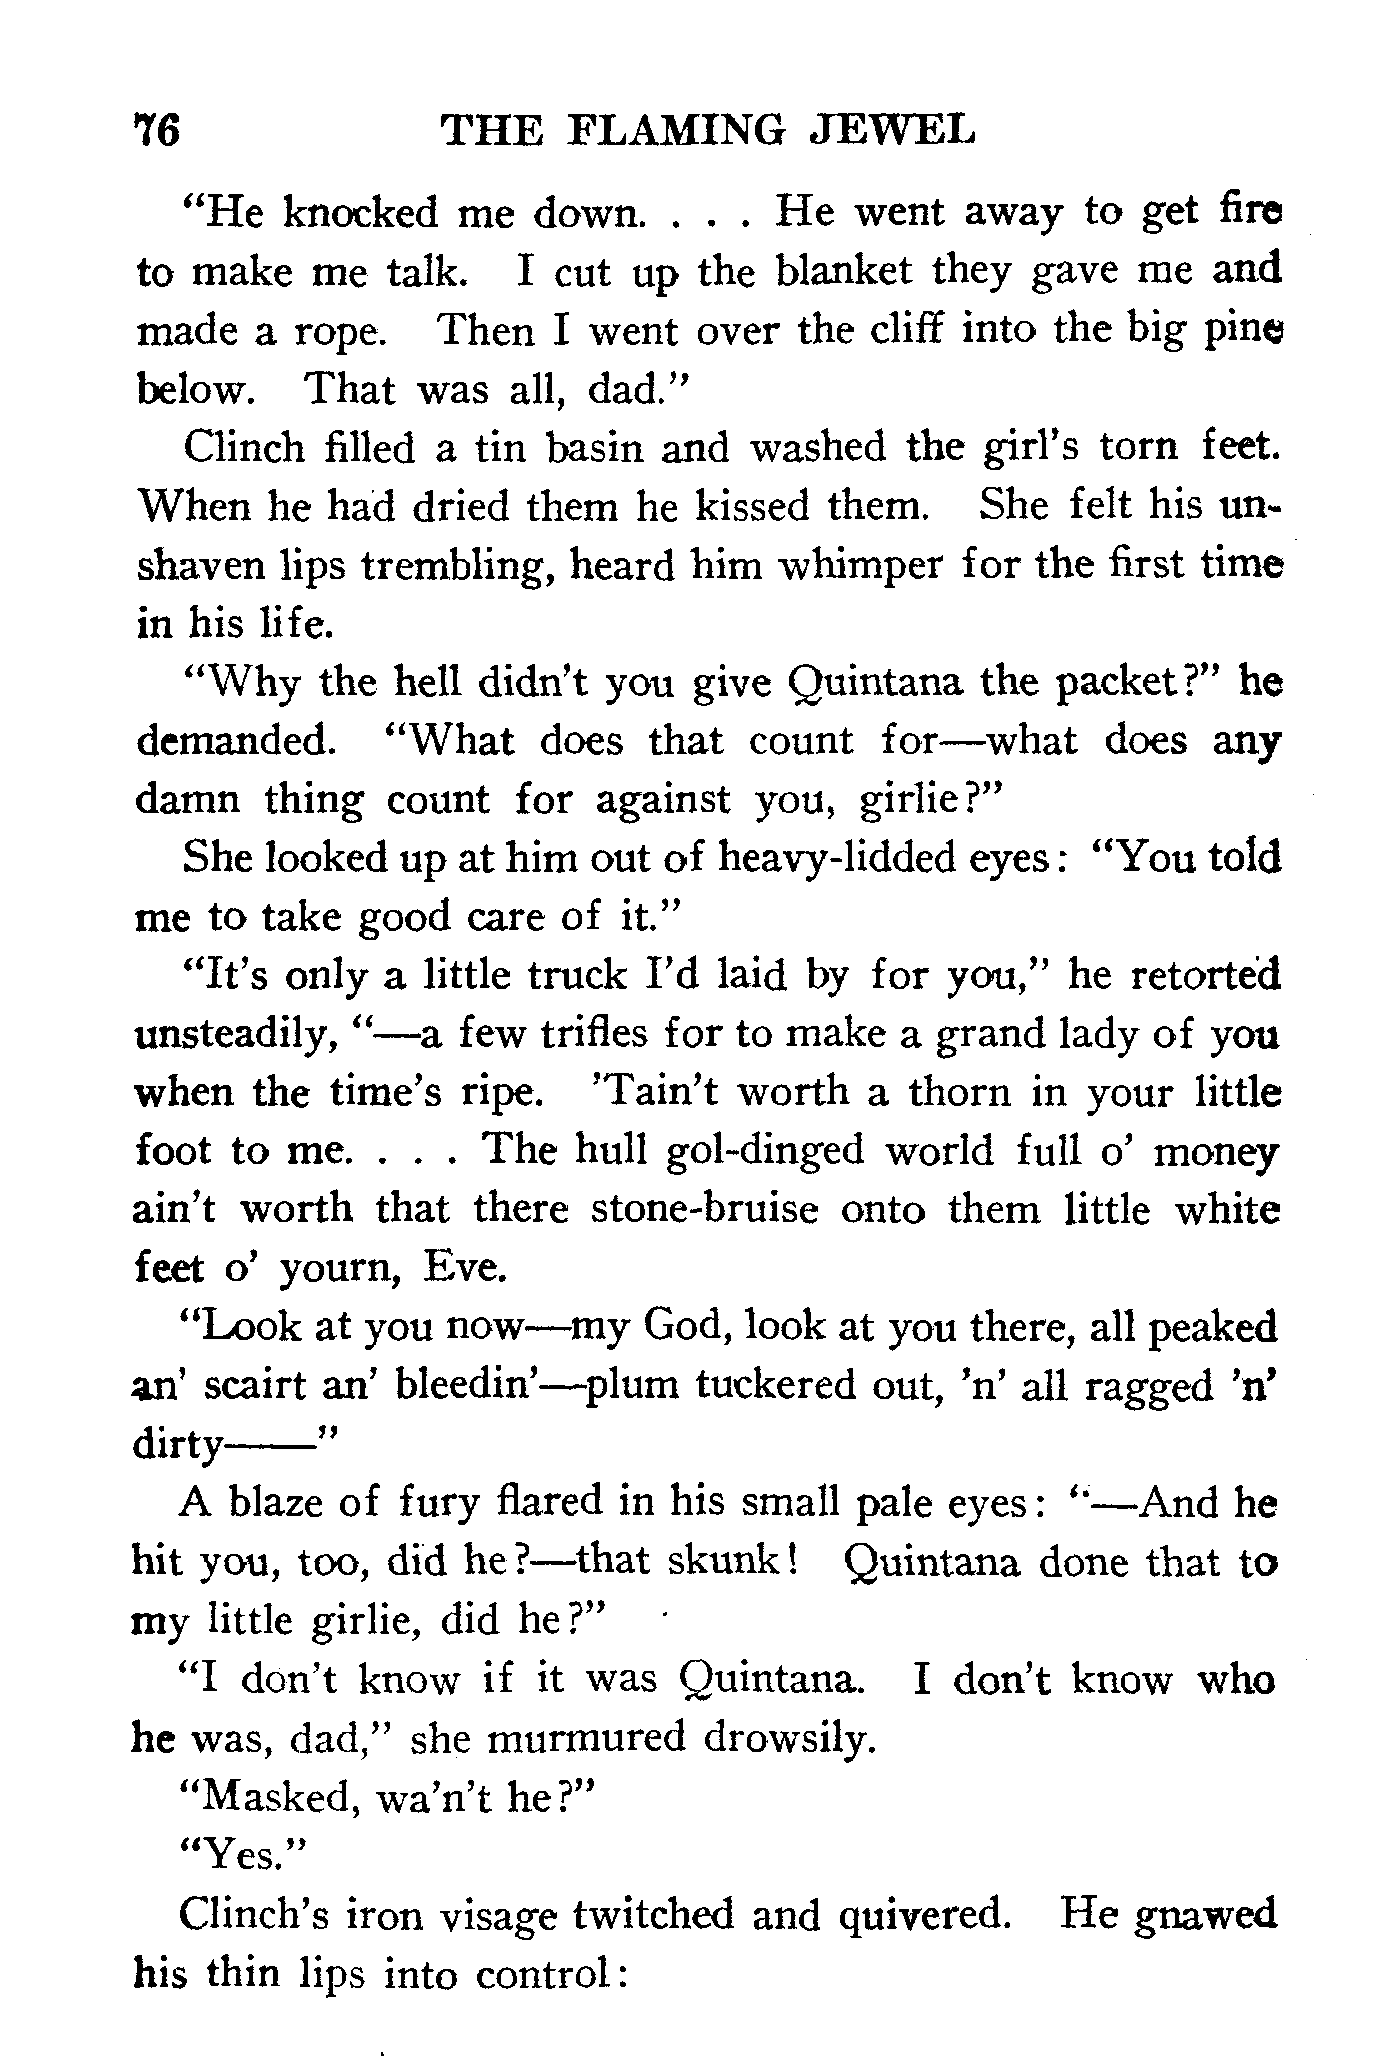 76 THE FLAMING JEWEL
“He knocked me down. . . . He went away to get fire
to make me talk. I cut up the blanket they gave me and
made a rope. Then I went over the cliff into the big pine
below. That was all, dad.”
Clinch filled a tin basin and washed the girl’s torn feet.
When he had dried them he kissed them. She felt his un-
shaven lips trembling, heard him whimper for the first time
in his life.
“Why the hell didn’t you give Quintana the packet?” he
demanded. “What does that count for—what does any
damn thing count for against you, girlie?”
She looked up at him out of heavy-lidded eyes: “You told
me to take good care of it.”
“It’s only a little truck I’d laid by for you,” he retorted
unsteadily, “—a few trifles for to make a grand lady of you
when the time’s ripe. ’Tain’t worth a thorn in your little
foot to me. . . . The hull gol-dinged world full o’ money
ain’t worth that there stone-bruise onto them little white
feet o’ yourn, Eve.
“Look at you now—my God, look at you there, all peaked
an’ scairt an’ bleedin’—plum tuckered out, ’n’ all ragged ’n’
dirty——”
A blaze of fury flared in his small pale eyes: “—And he
hit you, too, did he?—that skunk! Quintana done that to
my little girlie, did he?”
“I don’t know if it was Quintana. I don’t know who
he was, dad,” she murmured drowsily.
“Masked, wa’n’t he?”
“Yes.”
Clinch’s iron visage twitched and quivered. He gnawed
his thin lips into control: